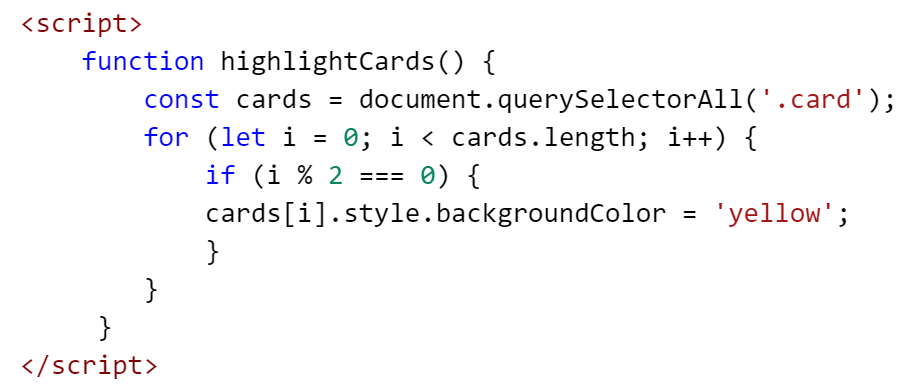 <script>
    function highlightCards() {
        const cards = document.querySelectorAll('.card');
        for (let i = 0; i < cards.length; i++) {
            if (i % 2 === 0) {
            cards[i].style.backgroundColor = 'yellow';
            }
        }
     }
</script>